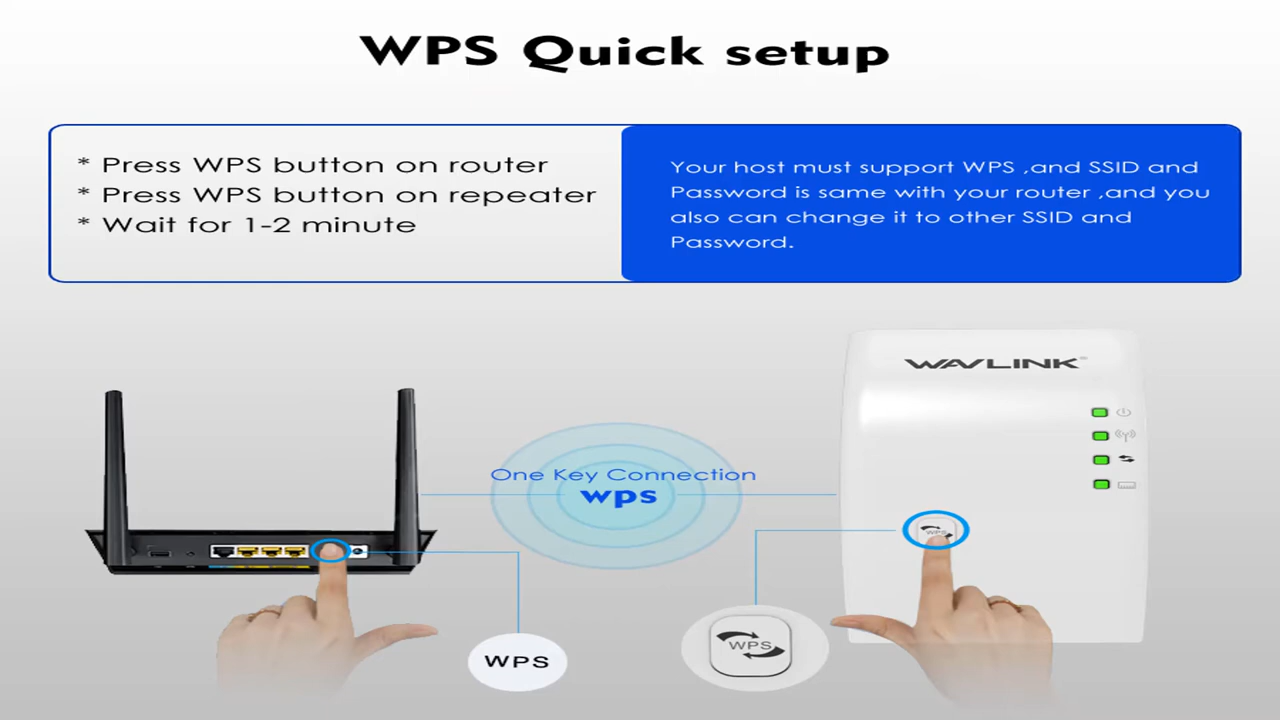 WPS Quick setup
* Press WPS button on router
* Press WPS button on repeater
* Wait for 1-2 minute
Your host must support WPS ,and SSID and
Password is same with your router ,and you
also can change it to other SSID and
Password.
WAVLINK®
One Key Connection
wps
WPS
WPS
WPS